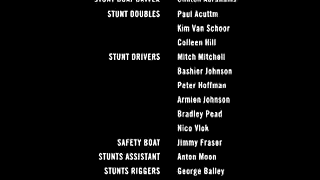 STUNT DOUBLES Paul Acuttm
Kim Van Schoor
Colleen Hill
STUNT DRIVERS Mitch Mitchell
Bashier Johnson
Peter Hoffman
Armien Johnson
Bradley Pead
Nico Vlok
SAFETY BOAT Jimmy Fraser
STUNTS ASSISTANT Anton Moon
STUNTS RIGGERS George Bailey